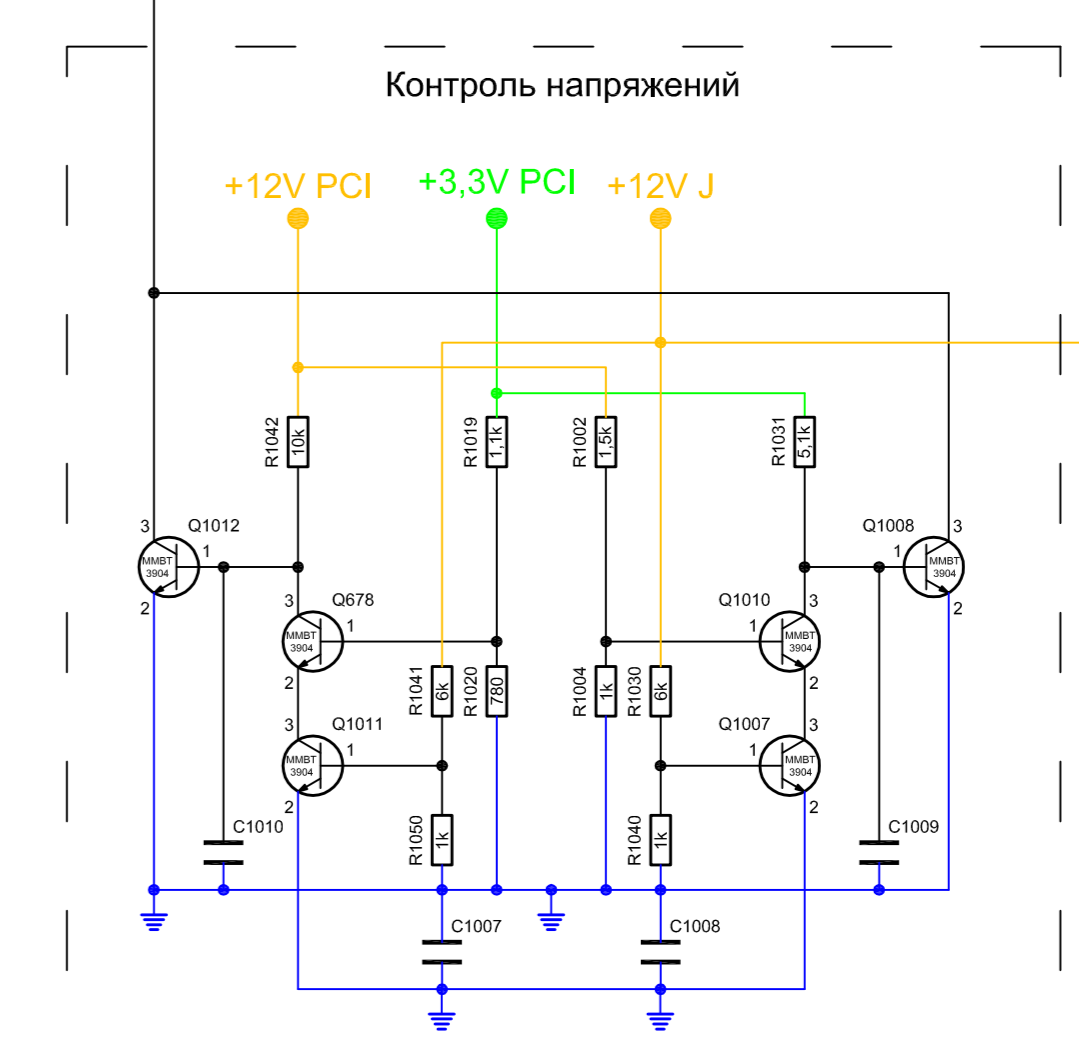 Контроль напряжений
+12V PCI +3,3V PCI +12V J
R1042 10k R1019 1,1k R1002 1,5k R1031 5,1k
3 Q1012 Q1008 3
1 1
MMBT 3904 MMBT 3904
2 3 Q678 Q1010 3 2
1 1
MMBT 3904 MMBT 3904
2 R1041 6k R1020 780 R1004 1k R1030 6k 2
3 Q1011 Q1007 3
1 1
MMBT 3904 MMBT 3904
2 2
C1010 R1050 1k R1040 1k C1009
C1007 C1008